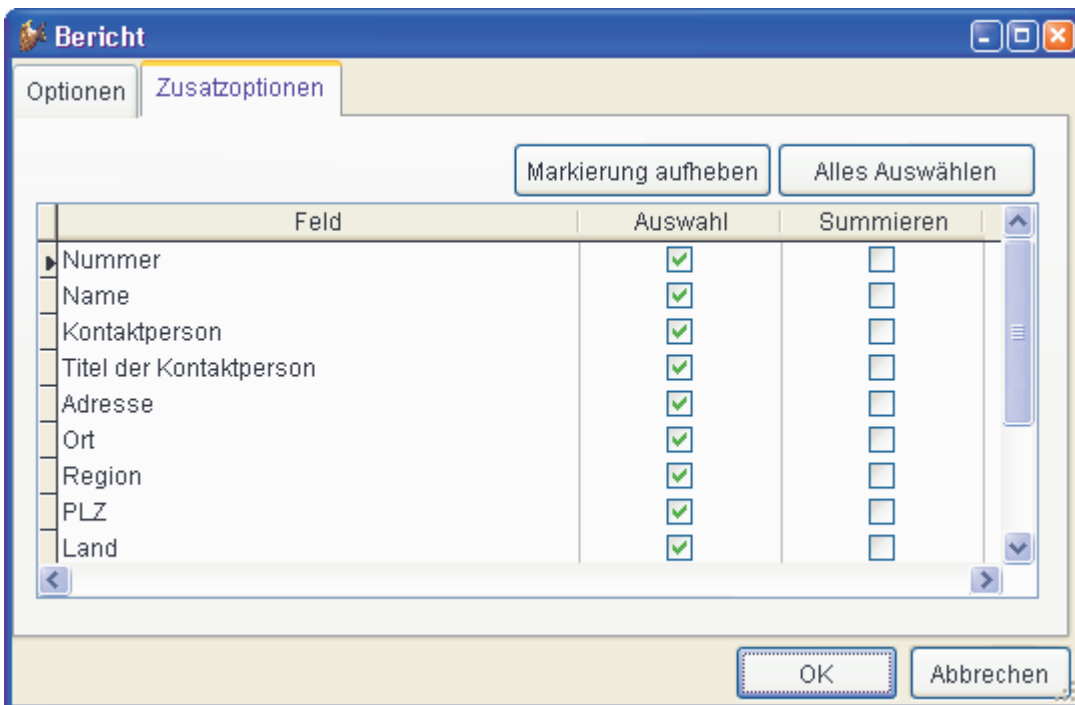 Bericht
Optionen Zusatzoptionen
Markierung aufheben Alles Auswählen
Feld Auswahl Summieren
Nummer
Name
Kontaktperson
Titel der Kontaktperson
Adresse
Ort
Region
PLZ
Land
OK Abbrechen